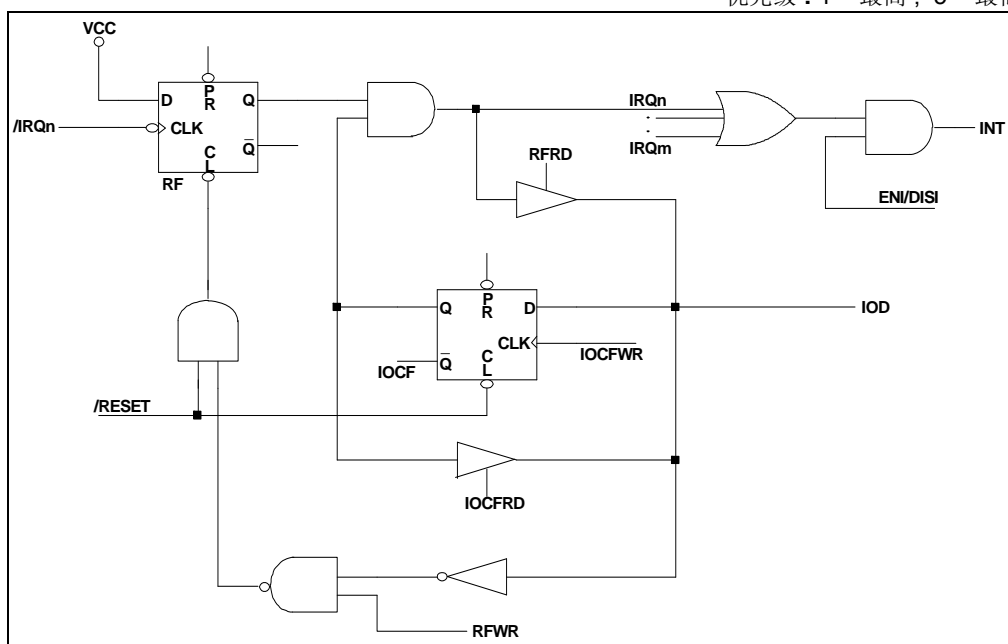 VCC
D
PR
Q
/IRQn
CLK
CL
Q
RF
IRQn
IRQm
INT
RFRD
ENI/DISI
Q
PR
D
IOD
IOCF
Q
CL
CLK
IOCFWR
/RESET
IOCFRD
RFWR